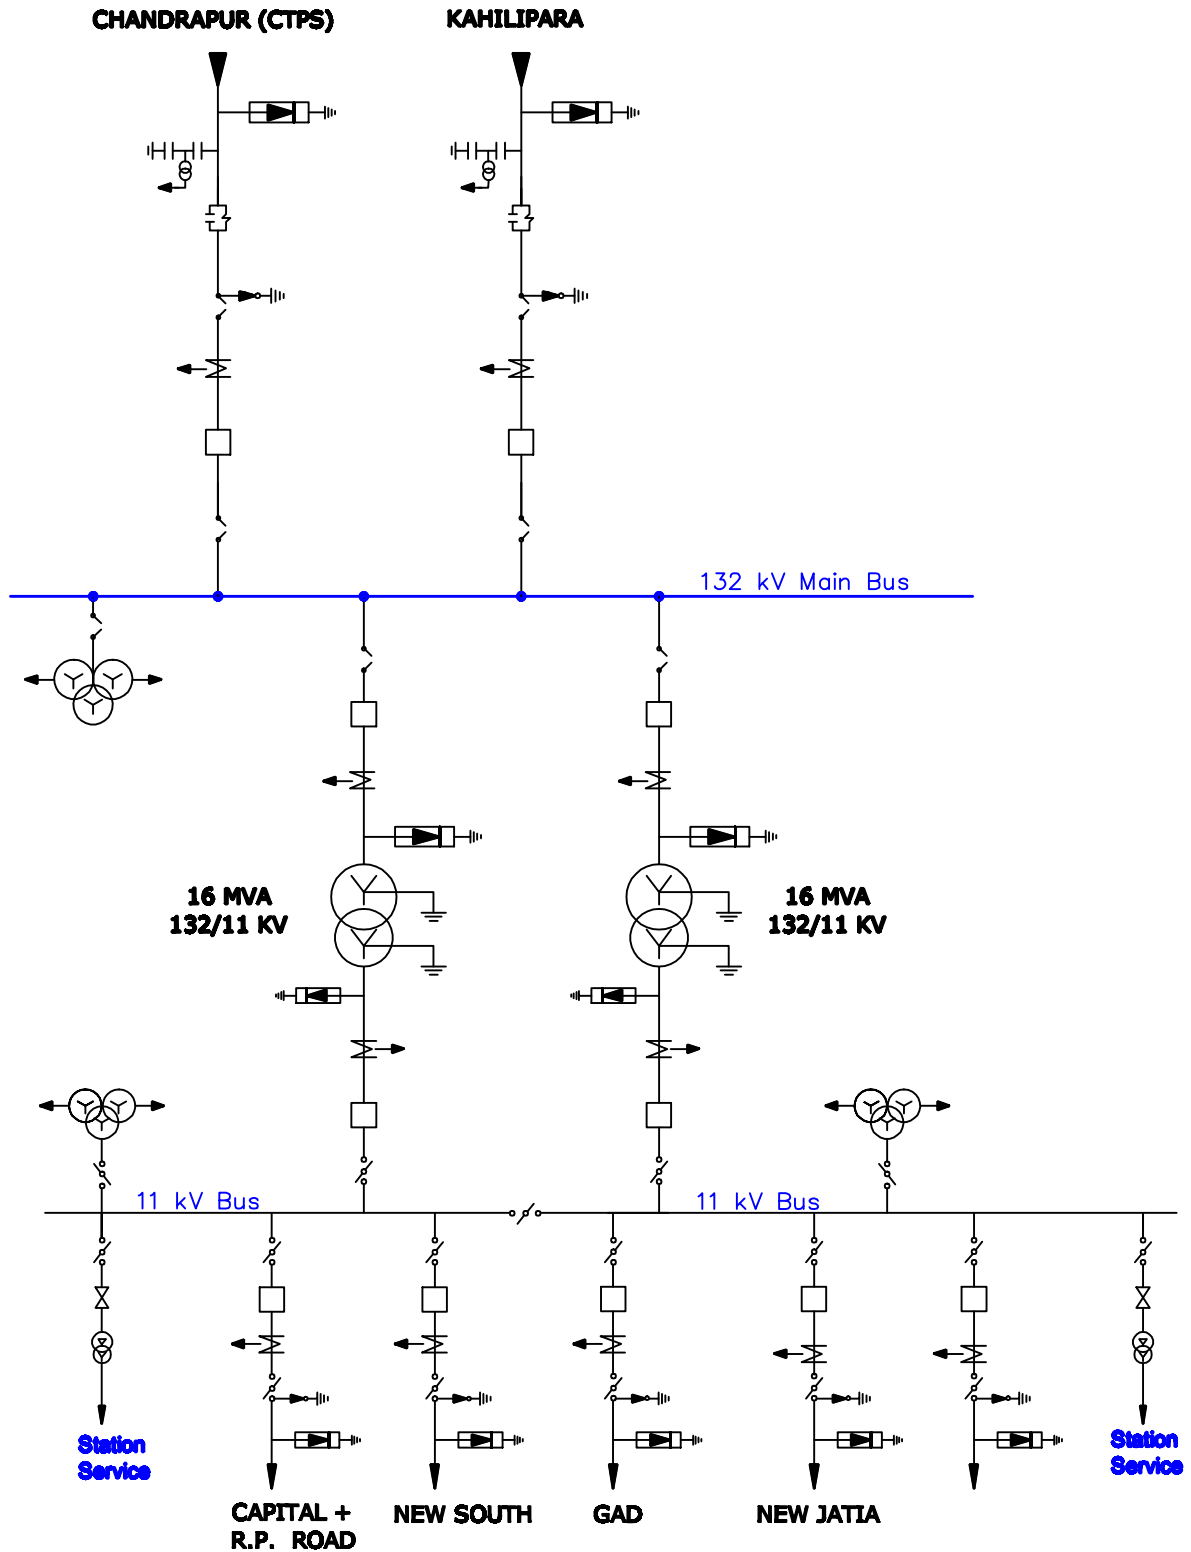 CHANDRAPUR (CTPS)
KAHILIPARA
132 kV Main Bus
16 MVA
132/11 KV
16 MVA
132/11 KV
11 kV Bus
11 kV Bus
Station
Service
Station
Service
CAPITAL +
R.P. ROAD
NEW SOUTH
GAD
NEW JATIA